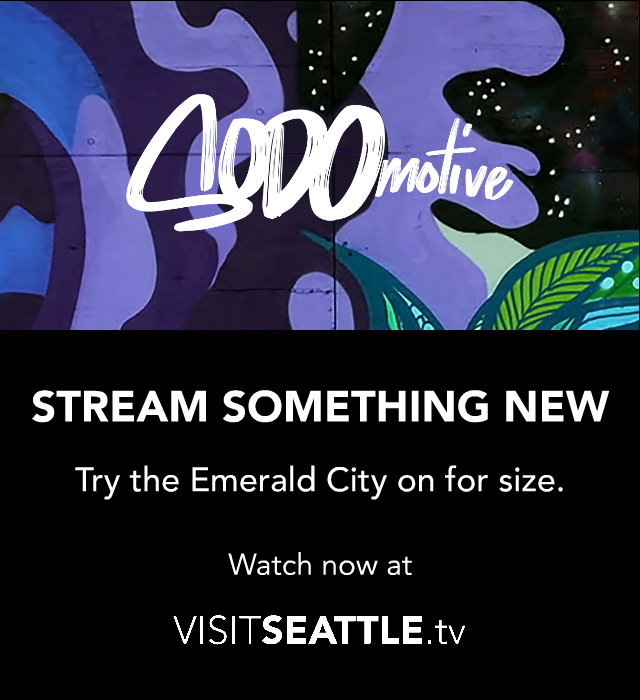 SODOmotive
STREAM SOMETHING NEW
Try the Emerald City on for size.
Watch now at
VISITSEATTLE.tv